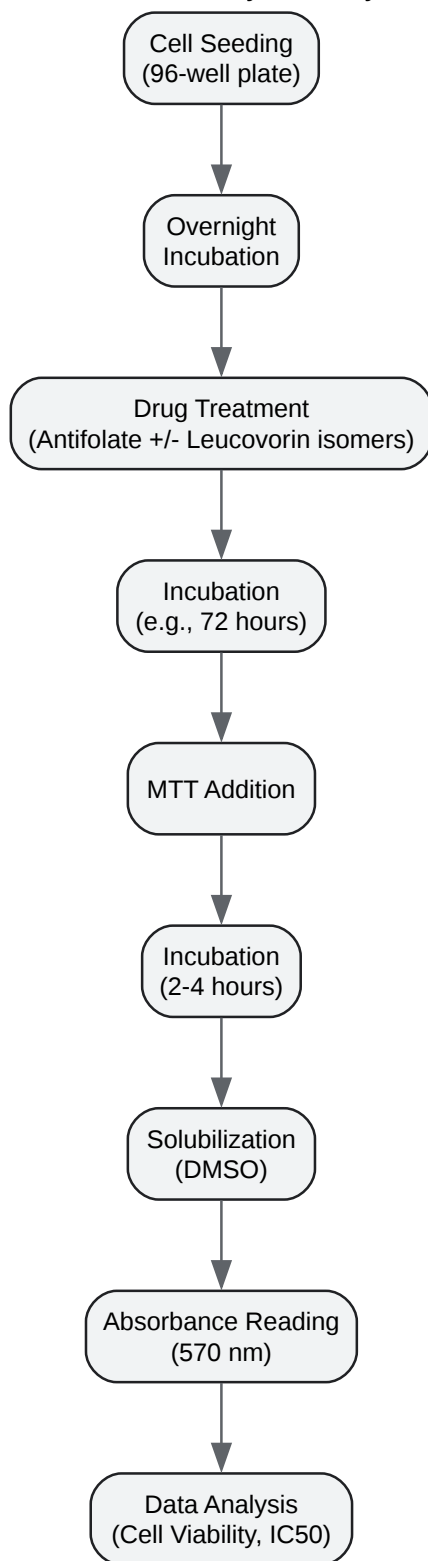 Cell Seeding
(96-well plate)
Overnight
Incubation
Drug Treatment
(Antifolate +/- Leucovorin isomers)
Incubation
(e.g., 72 hours)
MTT Addition
Incubation
(2-4 hours)
Solubilization
(DMSO)
Absorbance Reading
(570 nm)
Data Analysis
(Cell Viability, IC50)